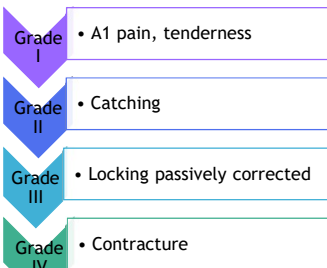 Grade
I
• A1 pain, tenderness
Grade
II
• Catching
Grade
III
• Locking passively corrected
Grade
IV
• Contracture